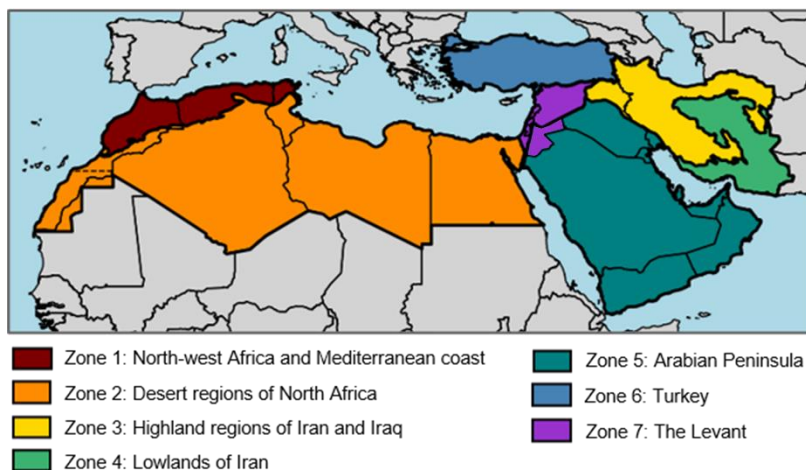 Zone 1: North-west Africa and Mediterranean coast
Zone 2: Desert regions of North Africa
Zone 3: Highland regions of Iran and Iraq
Zone 4: Lowlands of Iran
Zone 5: Arabian Peninsula
Zone 6: Turkey
Zone 7: The Levant